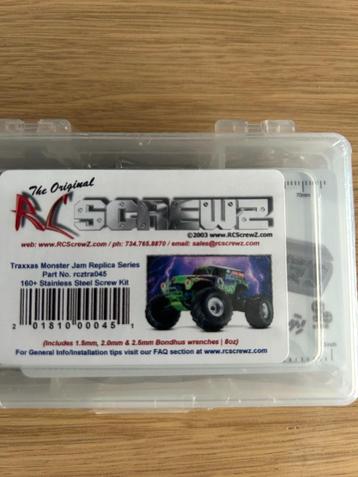 The Original
RC SCREWZ
©2003 www.RCScrewZ.com
web: www.RCScrewZ.com / ph: 734.765.8870 / email: sales@rcscrewz.com
Traxxas Monster Jam Replica Series
Part No. rcztra045
160+ Stainless Steel Screw Kit
2 01810 00045 1
(Includes 1.5mm, 2.0mm & 2.5mm Bondhus wrenches | 8oz)
For General Info/Installation tips visit our FAQ section at www.rcscrewz.com
70mm